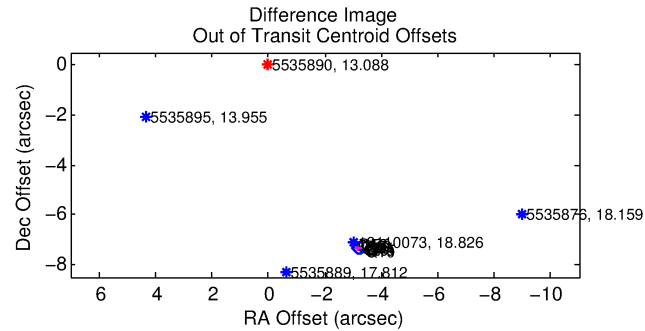 Difference Image
Out of Transit Centroid Offsets
Dec Offset (arcsec)
0
−2
−4
−6
−8
5535890, 13.088
5535895, 13.955
5535876, 18.159
18.826
5535889, 17.812
6 4 2 0 −2 −4 −6 −8 −10
RA Offset (arcsec)